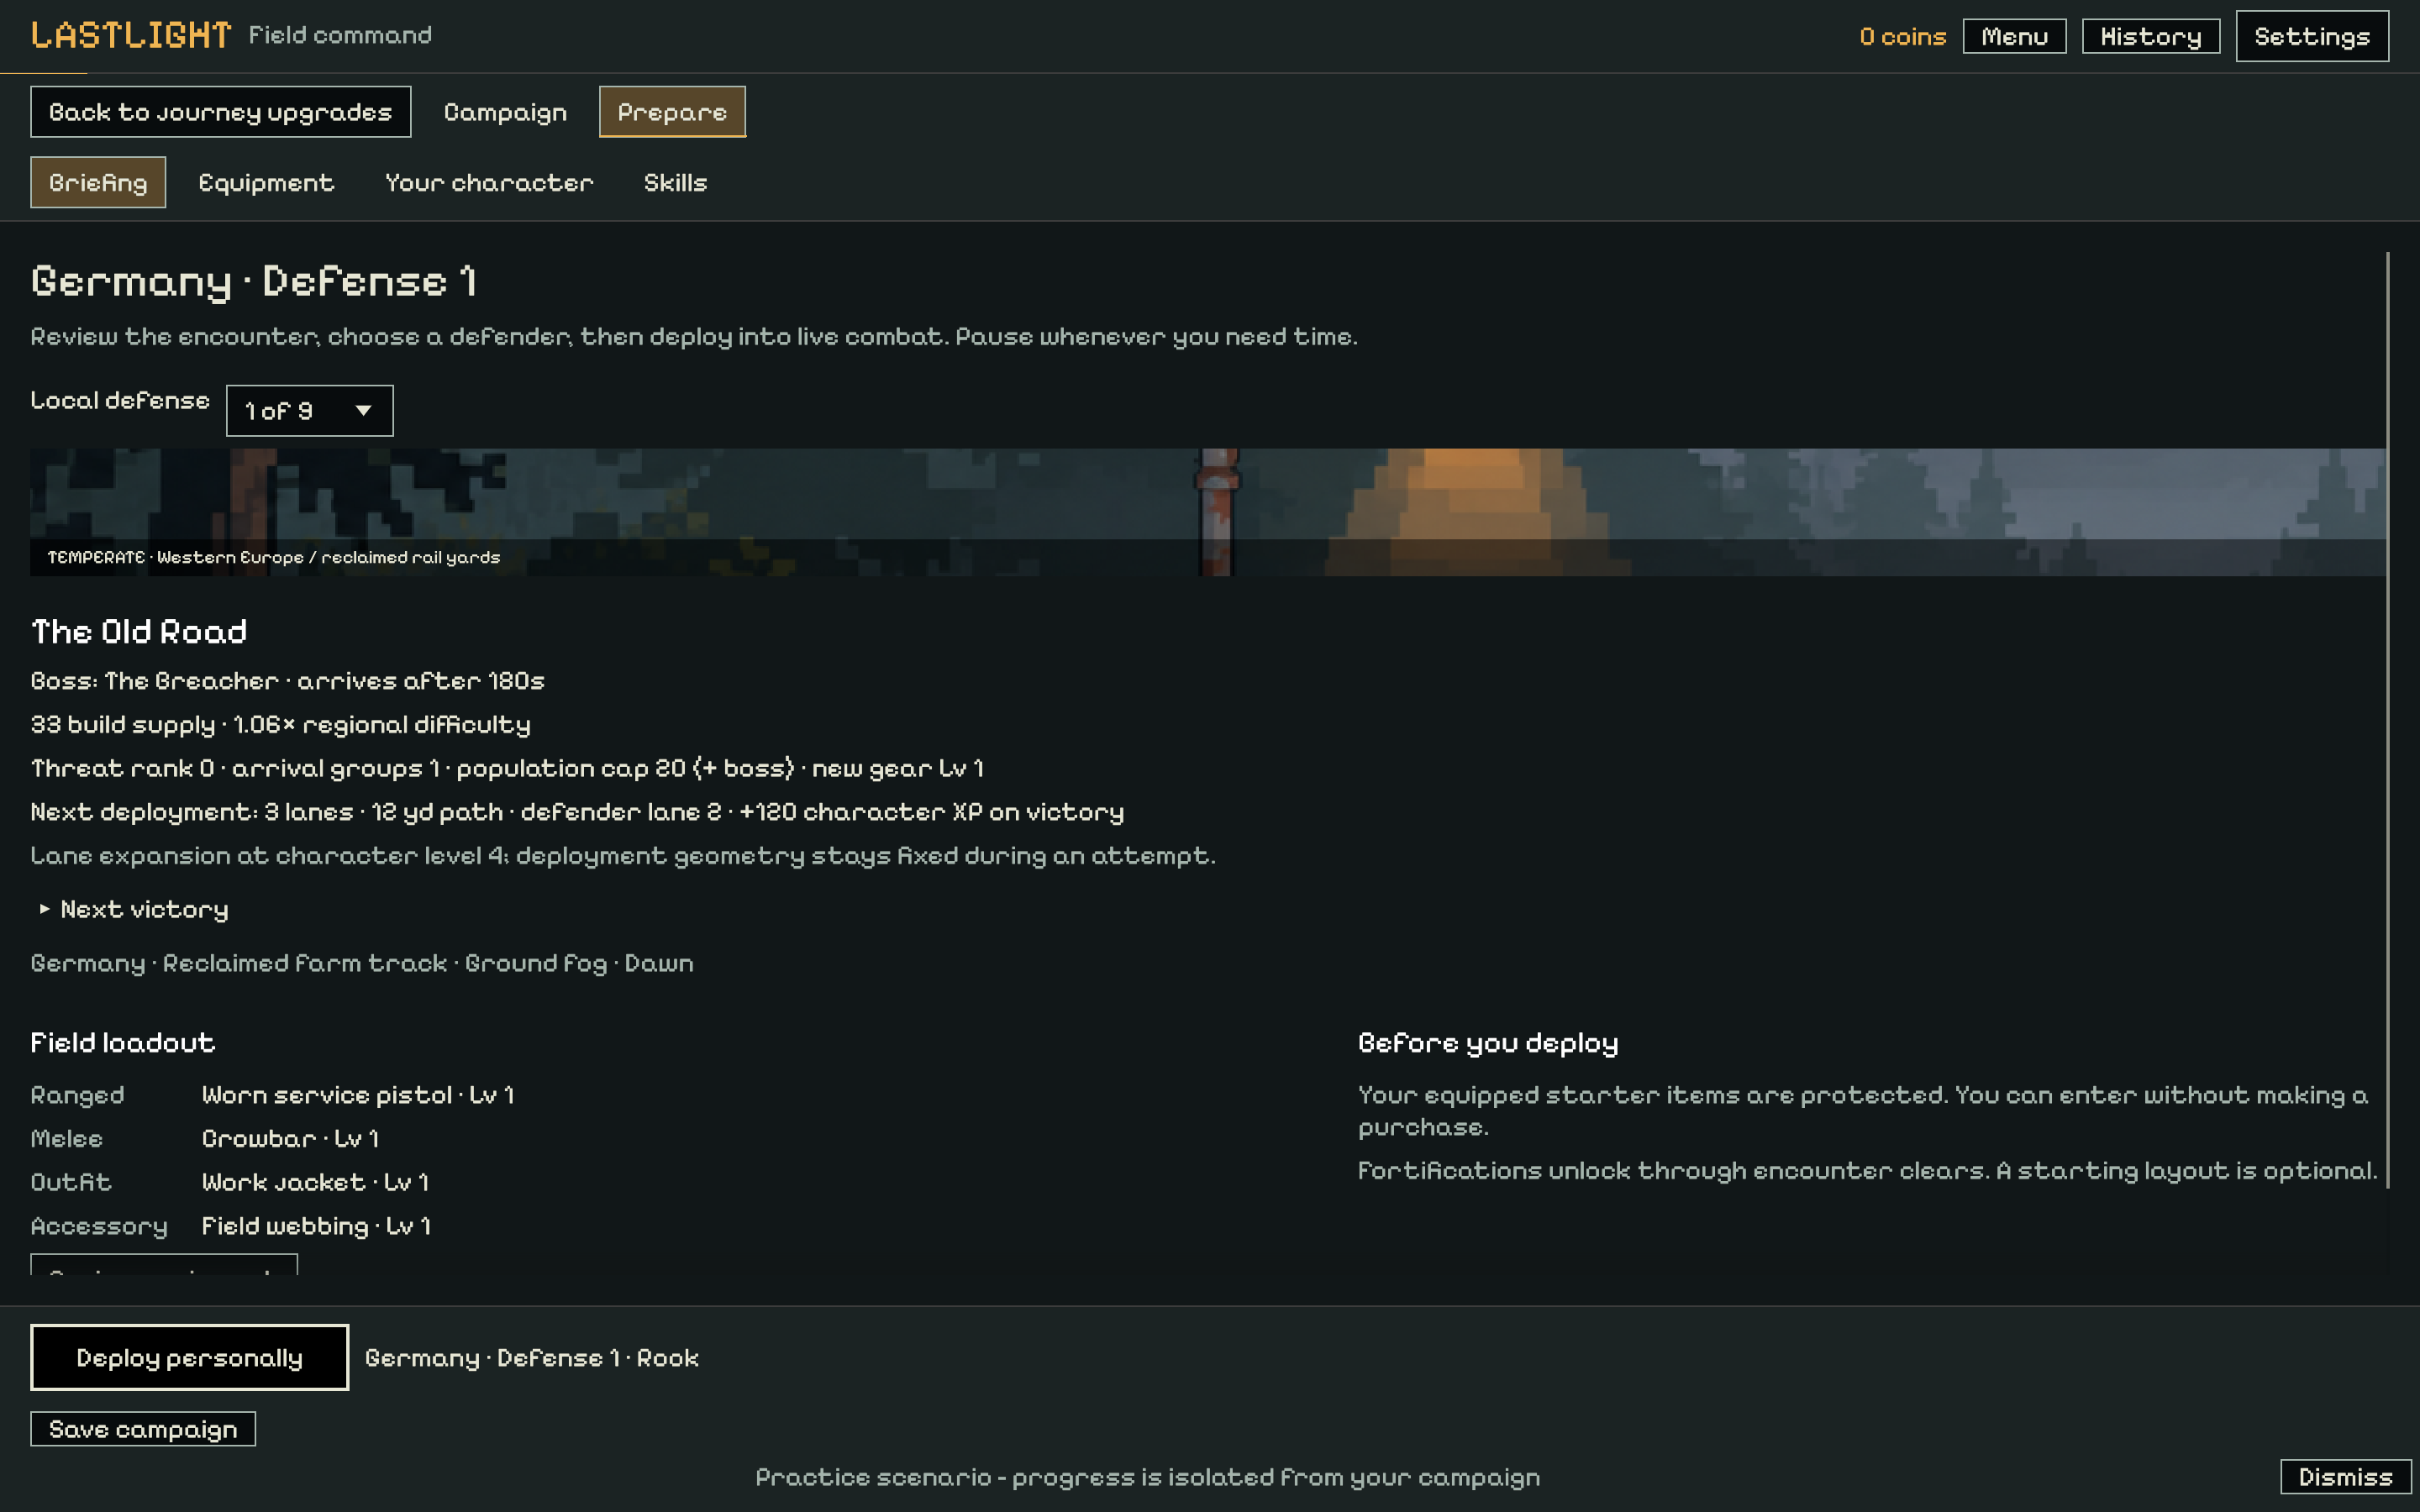 LASTLIGHT Field command 0 coins Menu History Settings
Back to Journey upgrades Campaign Prepare
Briefing Equipment Your character Skills
Germany · Defense 1
Review the encounter, choose a defender, then deploy into live combat. Pause whenever you need time.
Local defense 1 of 9
TEMPERATE · Western Europe / reclaimed rail yards
The Old Road
Boss: The Breacher · arrives after 180s
33 build supply · 1.06× regional difficulty
Threat rank 0 · arrival groups 1 · population cap 20 (+ boss) · new gear Lv 1
Next deployment: 3 lanes · 12 yd path · defender lane 2 · +120 character XP on victory
Lane expansion at character level 4; deployment geometry stays fixed during an attempt.
Next victory
Germany · Reclaimed farm track · Ground fog · Dawn
Field loadout
Ranged Worn service pistol · Lv 1
Melee Crowbar · Lv 1
Outfit Work jacket · Lv 1
Accessory Field webbing · Lv 1
Before you deploy
Your equipped starter items are protected. You can enter without making a
purchase.
Fortifications unlock through encounter clears. A starting layout is optional.
Deploy personally Germany · Defense 1 · Rook
Save campaign
Practice scenario - progress is isolated from your campaign Dismiss